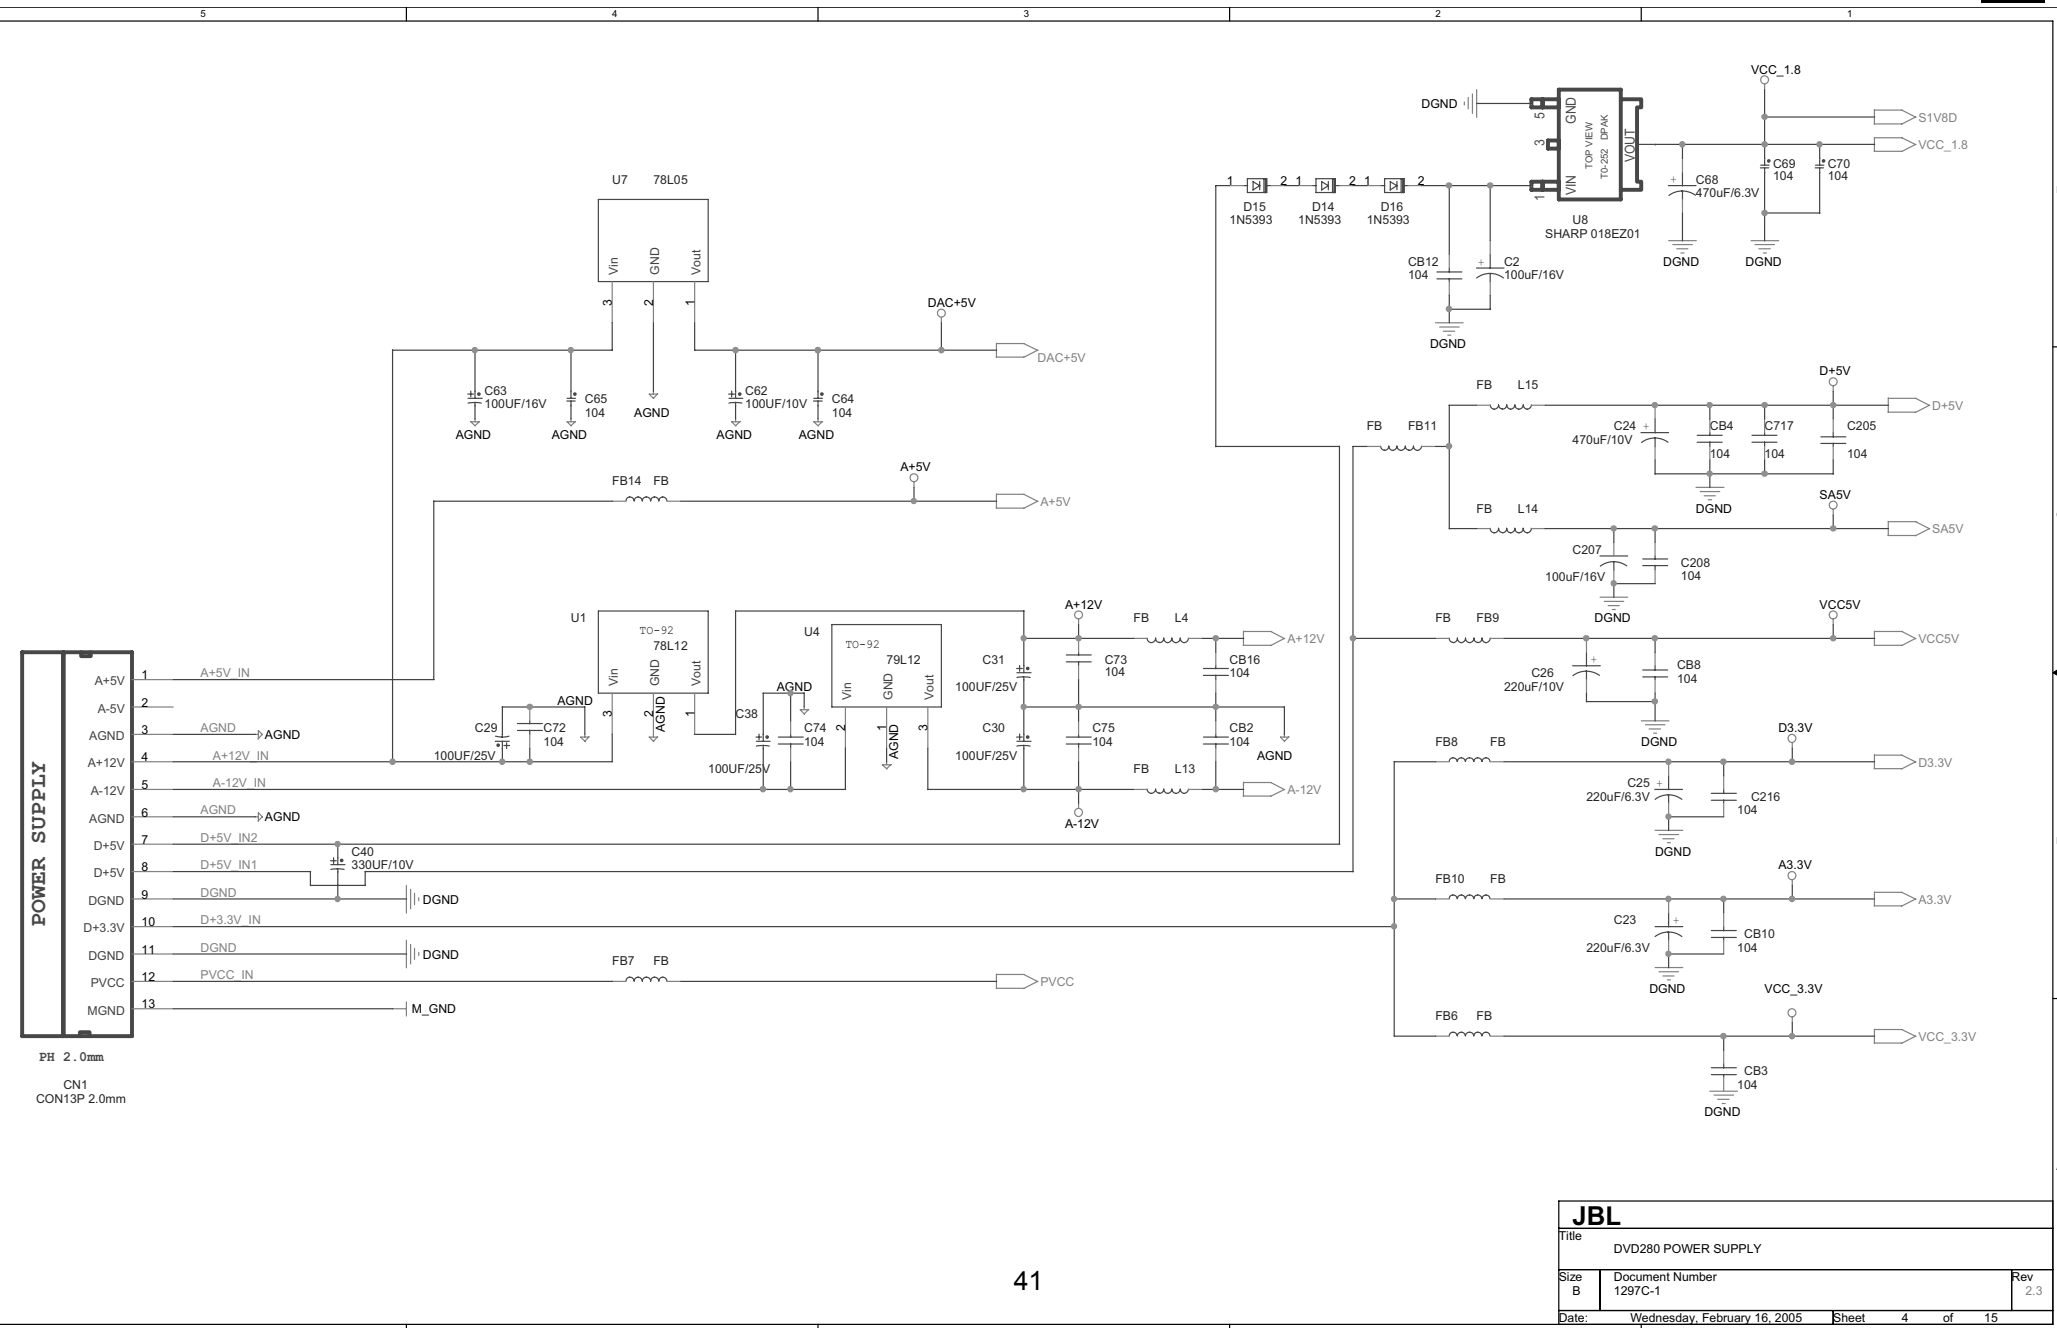 5 4 3 2 1
VCC_1.8
DGND
5 GND
3
1 VIN
TOP VIEW
TO-252 DPAK
VOUT
S1V8D
VCC_1.8
C69
104
C70
104
C68
470uF/6.3V
U8
SHARP 018EZ01
DGND
DGND
1 2 1 2 1 2
D15
1N5393
D14
1N5393
D16
1N5393
CB12
104
C2
100uF/16V
DGND
U7 78L05
Vin GND Vout
3 2 1
DAC+5V
DAC+5V
C63
100UF/16V
C65
104
AGND
C62
100UF/10V
C64
104
AGND
AGND
AGND
AGND
FB L15
D+5V
D+5V
FB FB11
C24
470uF/10V
CB4
104
C717
104
C205
104
DGND
FB14 FB
A+5V
A+5V
FB L14
SA5V
SA5V
C207
100uF/16V
C208
104
DGND
U1
TO-92
78L12
Vin GND Vout
3 2 1
AGND
U4
TO-92
79L12
Vin GND Vout
2 1 3
AGND
A+12V
FB L4
A+12V
C31
100UF/25V
C73
104
CB16
104
FB FB9
VCC5V
VCC5V
C26
220uF/10V
CB8
104
DGND
AGND
C29
100UF/25V
C72
104
AGND
C38
100UF/25V
C74
104
C30
100UF/25V
C75
104
CB2
104
AGND
FB L13
A-12V
A-12V
POWER SUPPLY
A+5V 1 A+5V_IN
A-5V 2
AGND 3 AGND AGND
A+12V 4 A+12V_IN
A-12V 5 A-12V_IN
AGND 6 AGND AGND
D+5V 7 D+5V_IN2
D+5V 8 D+5V_IN1
DGND 9 DGND DGND
D+3.3V 10 D+3.3V_IN
DGND 11 DGND DGND
PVCC 12 PVCC_IN
MGND 13 M_GND
C40
330UF/10V
FB7 FB
PVCC
PH 2.0mm
CN1
CON13P 2.0mm
FB8 FB
D3.3V
D3.3V
C25
220uF/6.3V
C216
104
DGND
FB10 FB
A3.3V
A3.3V
C23
220uF/6.3V
CB10
104
DGND
FB6 FB
VCC_3.3V
VCC_3.3V
CB3
104
DGND
41
JBL
Title
DVD280 POWER SUPPLY
Size Document Number Rev
B 1297C-1 2.3
Date: Wednesday, February 16, 2005 Sheet 4 of 15